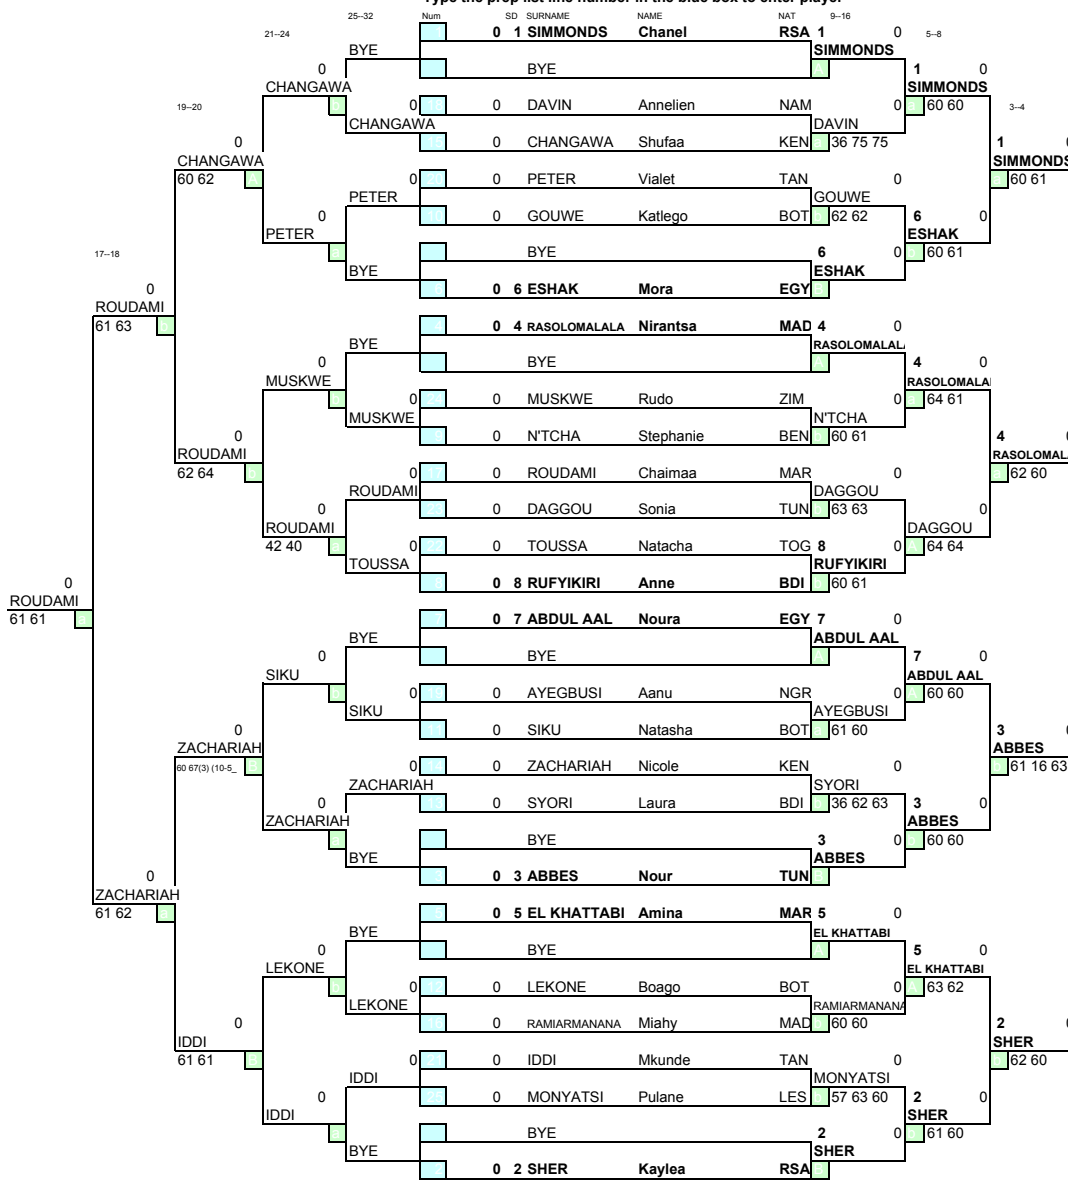 Type the prep list line number in the blue box to enter player
25--32 Num SD SURNAME NAME NAT 9--16
21--24 0 1 SIMMONDS Chanel RSA 1 0 5--8
BYE SIMMONDS
0 BYE A 1 0
CHANGAWA SIMMONDS
19--20 b 0 0 DAVIN Annelien NAM 0 a 60 60 3--4
CHANGAWA DAVIN
0 0 CHANGAWA Shufaa KEN a 36 75 75 1
CHANGAWA SIMMONDS
60 62 A 0 0 PETER Vialet TAN 0 a 60 61
PETER GOUWE
0 0 GOUWE Katlego BOT b 62 62 6 0
PETER ESHAK
17--18 a BYE 6 0 b 60 61
BYE ESHAK
0 0 6 ESHAK Mora EGY B
ROUDAMI
61 63 b 0 4 RASOLOMALALA Nirantsa MAD 4 0
BYE RASOLOMALALA
0 BYE A 4 0
MUSKWE RASOLOMALA
b 0 0 MUSKWE Rudo ZIM 0 a 64 61
MUSKWE N'TCHA
0 0 N'TCHA Stephanie BEN b 60 61 4
ROUDAMI RASOLOMAL
62 64 b 0 0 ROUDAMI Chaimaa MAR 0 a 62 60
ROUDAMI DAGGOU
0 0 DAGGOU Sonia TUN b 63 63 0
ROUDAMI DAGGOU
42 40 a 0 0 TOUSSA Natacha TOG 8 0 A 64 64
TOUSSA RUFYIKIRI
0 0 8 RUFYIKIRI Anne BDI b 60 61
ROUDAMI
61 61 a 0 7 ABDUL AAL Noura EGY 7 0
BYE ABDUL AAL
0 BYE A 7 0
SIKU ABDUL AAL
b 0 0 AYEGBUSI Aanu NGR 0 A 60 60
SIKU AYEGBUSI
0 0 SIKU Natasha BOT a 61 60 3
ZACHARIAH ABBES
60 67(3) (10-5_ B 0 0 ZACHARIAH Nicole KEN 0 b 61 16 63
ZACHARIAH SYORI
0 0 SYORI Laura BDI b 36 62 63 3 0
ZACHARIAH ABBES
a BYE 3 0 b 60 60
BYE ABBES
0 0 3 ABBES Nour TUN B
ZACHARIAH
61 62 a 0 5 EL KHATTABI Amina MAR 5 0
BYE EL KHATTABI
0 BYE A 5 0
LEKONE EL KHATTABI
b 0 0 LEKONE Boago BOT 0 A 63 62
LEKONE RAMIARMANANA
0 0 RAMIARMANANA Miahy MAD b 60 60 2
IDDI SHER
61 61 B 0 0 IDDI Mkunde TAN 0 b 62 60
IDDI MONYATSI
0 0 MONYATSI Pulane LES b 57 63 60 2 0
IDDI SHER
a BYE 2 0 b 61 60
BYE SHER
0 2 SHER Kaylea RSA B